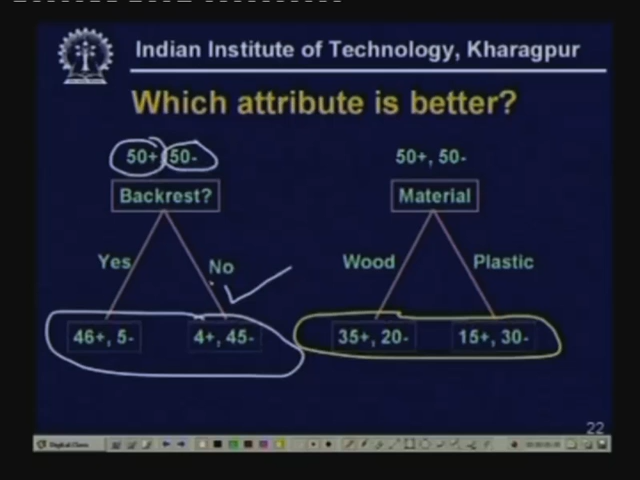 Indian Institute of Technology, Kharagpur
Which attribute is better?
50+, 50- 50+, 50-
Backrest? Material
Yes No Wood Plastic
46+, 5- 4+, 45- 35+, 20- 15+, 30-
22